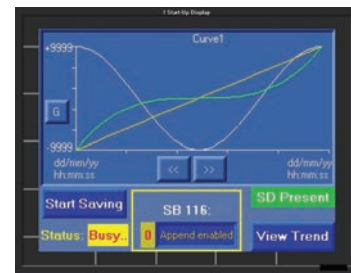 1 Start-Up Display
Curve1
+9999
G
-9999
dd/mm/yy
hh:mm:ss
<< >>
dd/mm/yy
hh:mm:ss
Start Saving
SB 116:
SD Present
Status: Busy..
0 Append enabled
View Trend